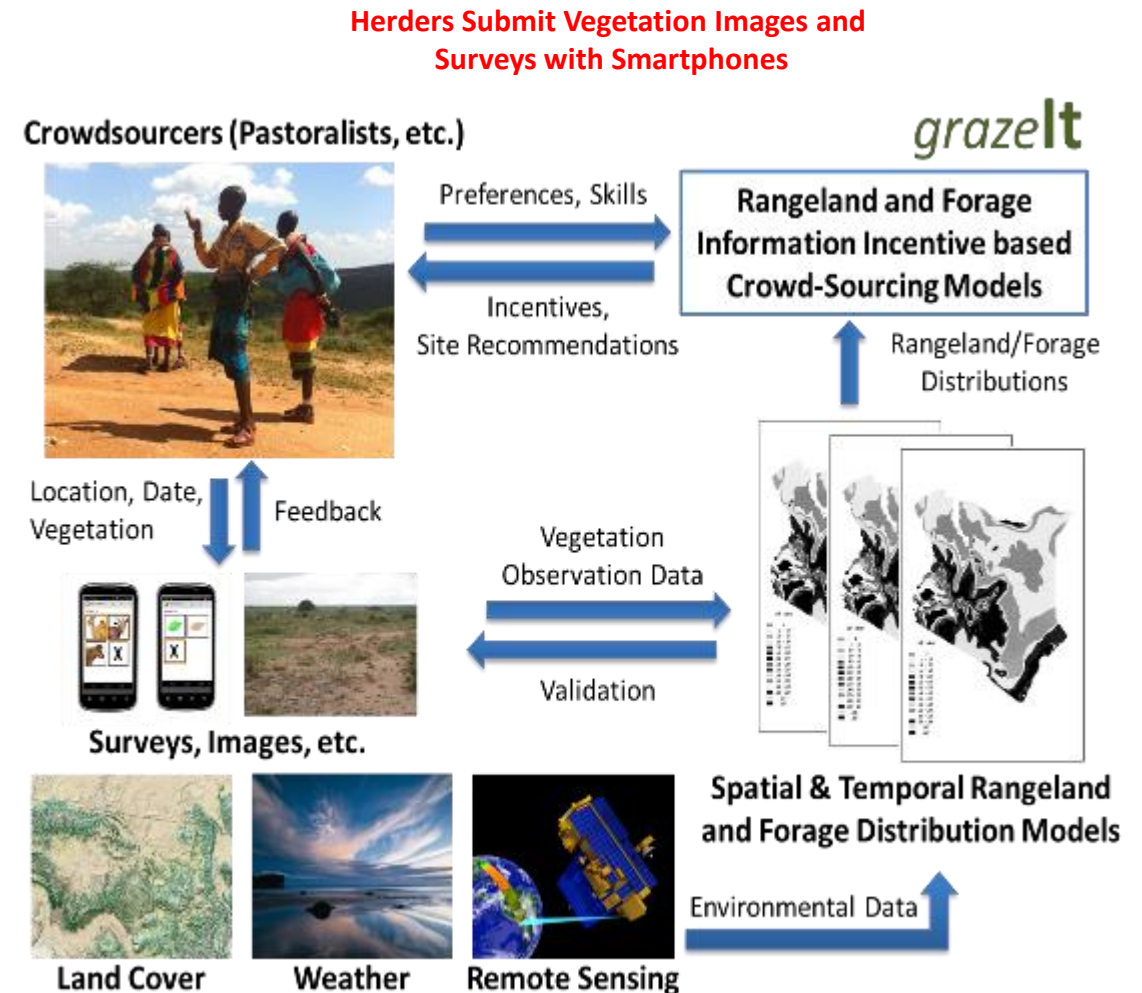 Herders Submit Vegetation Images and
Surveys with Smartphones
Crowdsourcers (Pastoralists, etc.)
grazeIt
Preferences, Skills
Rangeland and Forage
Information Incentive based
Crowd-Sourcing Models
Incentives,
Site Recommendations
Rangeland/Forage
Distributions
Location, Date,
Vegetation
Feedback
Vegetation
Observation Data
Validation
Surveys, Images, etc.
Spatial & Temporal Rangeland
and Forage Distribution Models
Environmental Data
Land Cover
Weather
Remote Sensing